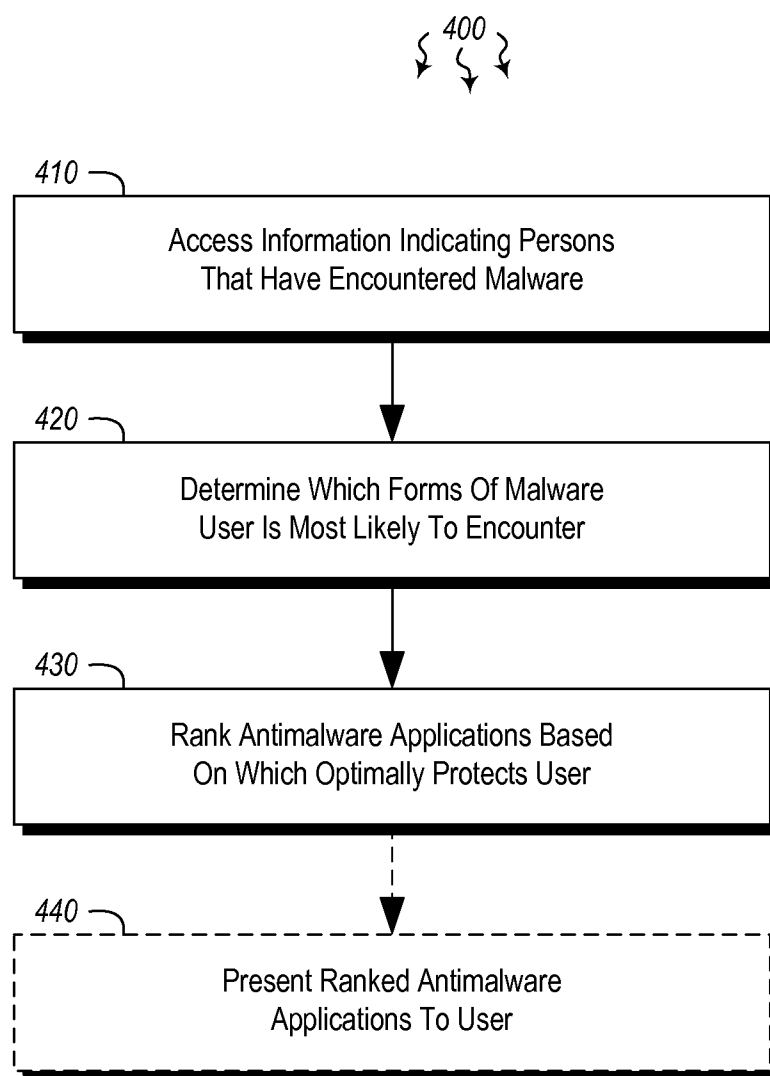 400
410
Access Information Indicating Persons
That Have Encountered Malware
420
Determine Which Forms Of Malware
User Is Most Likely To Encounter
430
Rank Antimalware Applications Based
On Which Optimally Protects User
440
Present Ranked Antimalware
Applications To User